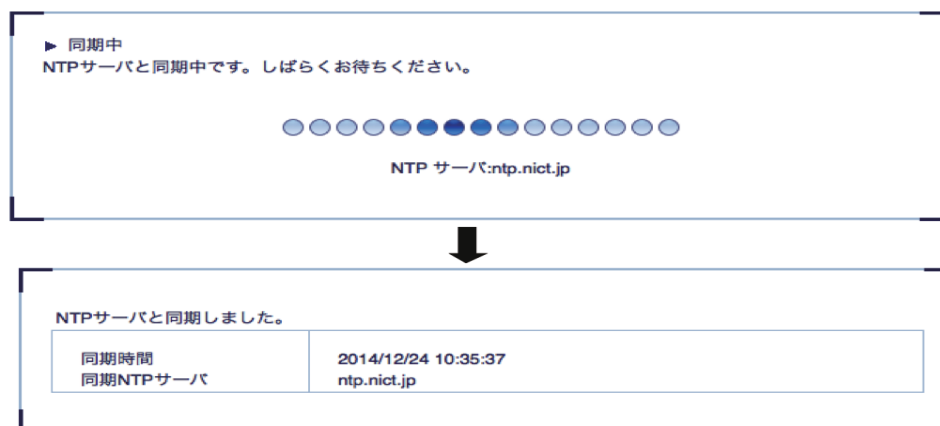 ▶ 同期中
NTPサーバと同期中です。しばらくお待ちください。
NTP サーバ:ntp.nict.jp
NTPサーバと同期しました。
同期時間 2014/12/24 10:35:37
同期NTPサーバ ntp.nict.jp